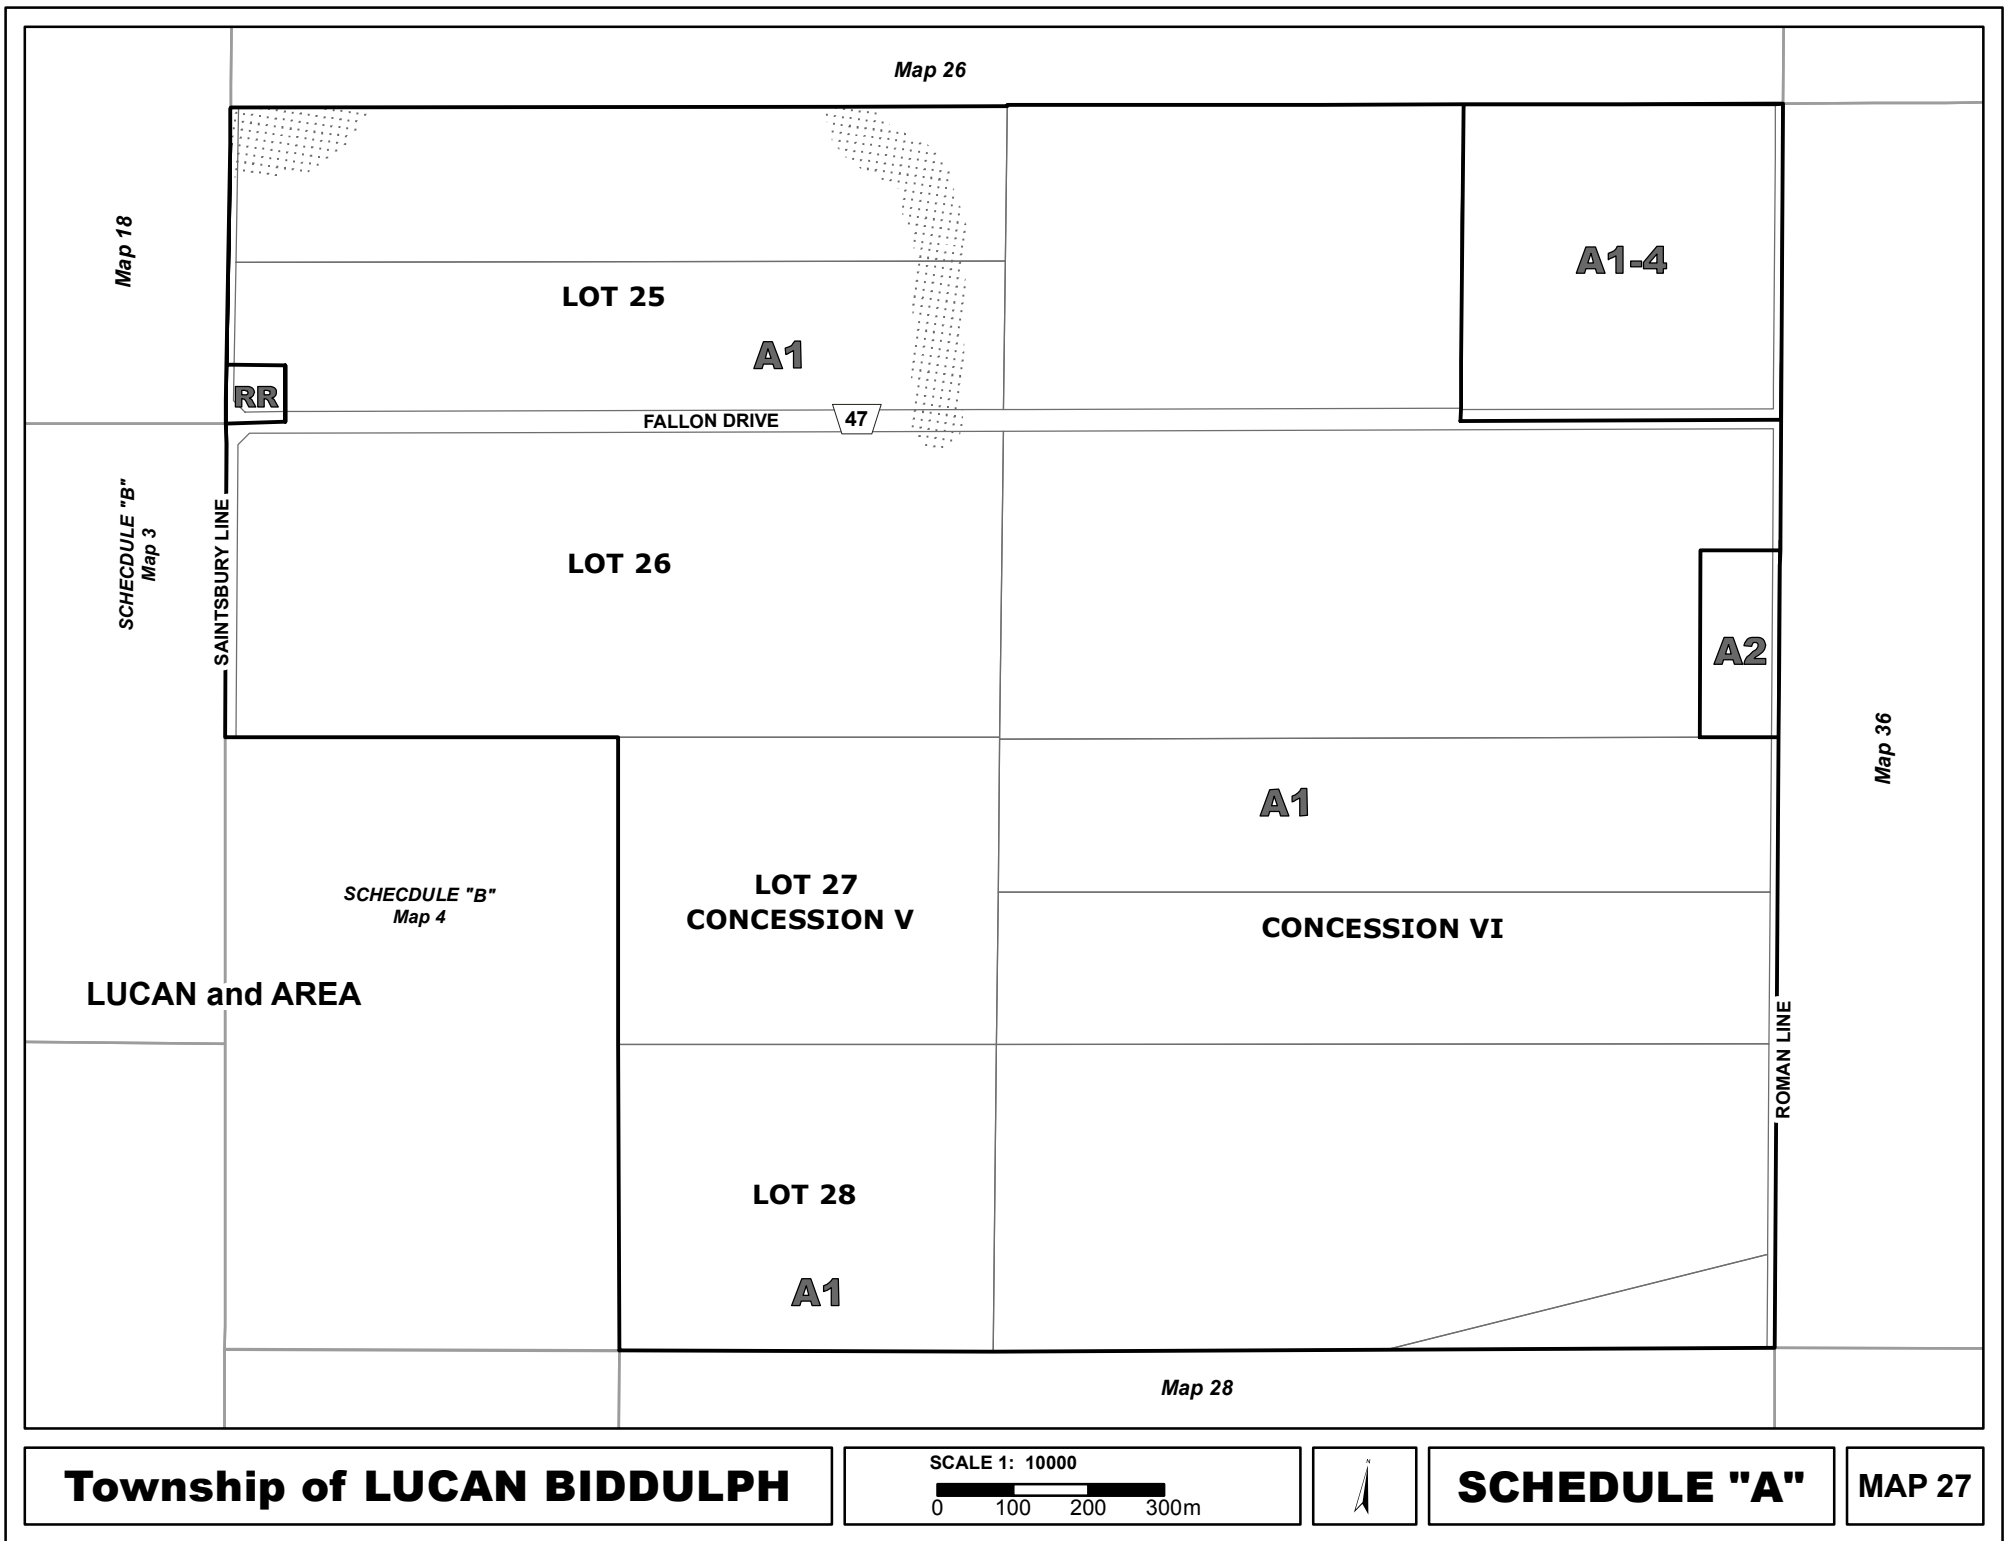 Map 26
Map 18
A1-4
LOT 25
A1
RR
FALLON DRIVE
47
SCHECDULE "B"
Map 3
SAINTSBURY LINE
LOT 26
A2
Map 36
A1
SCHECDULE "B"
Map 4
LOT 27
CONCESSION V
CONCESSION VI
LUCAN and AREA
ROMAN LINE
LOT 28
A1
Map 28
Township of LUCAN BIDDULPH
SCALE 1: 10000
0 100 200 300m
N
SCHEDULE "A"
MAP 27